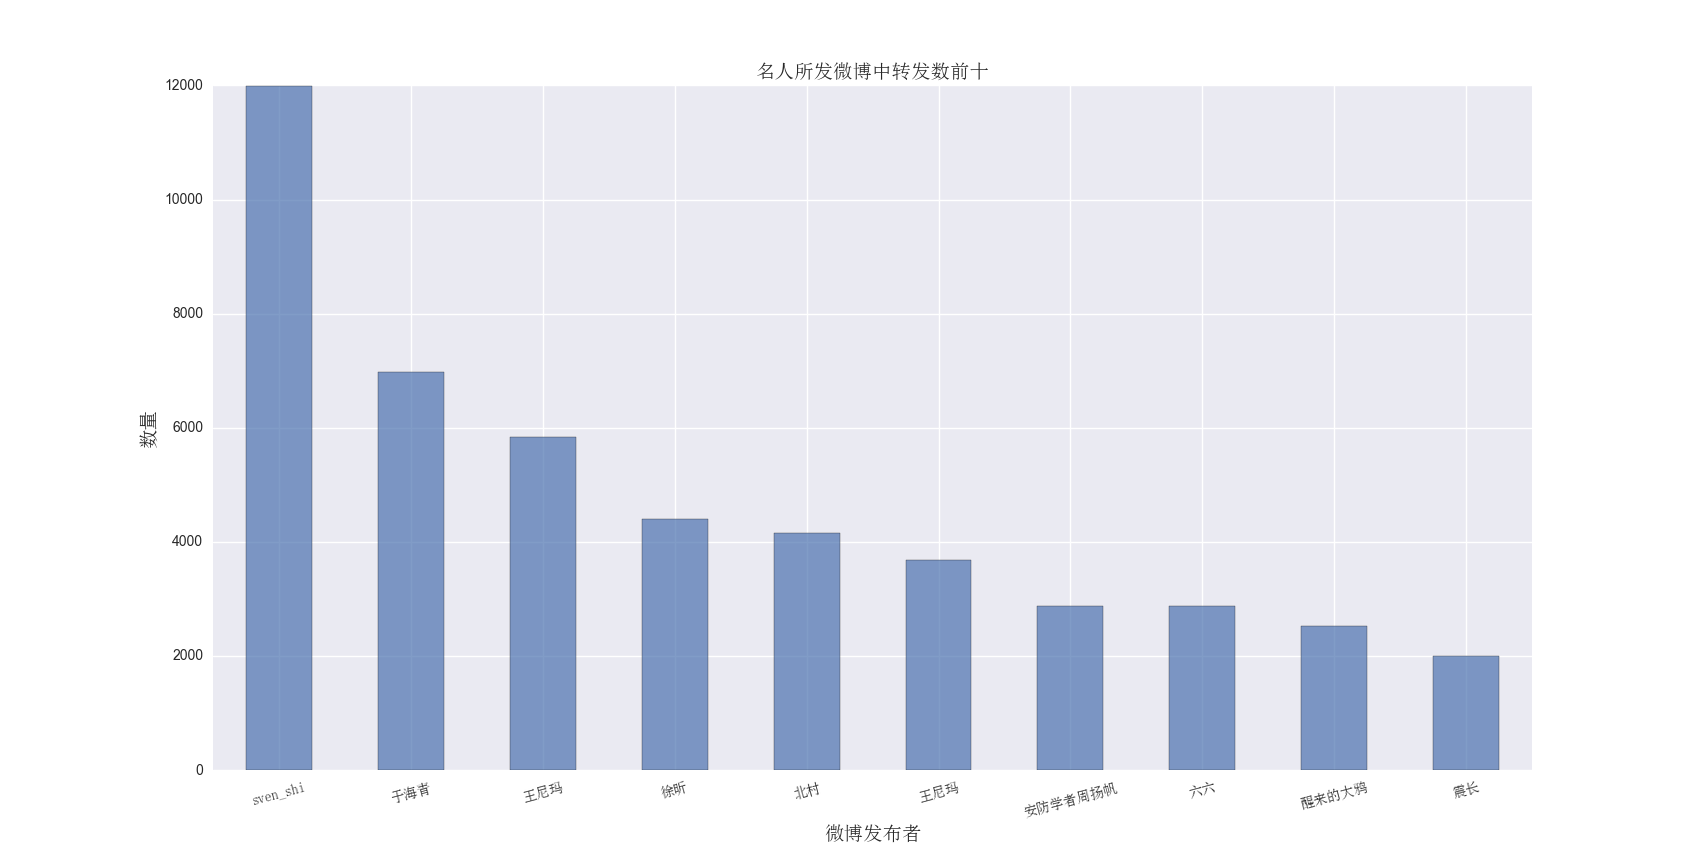 名人所发微博中转发数前十
12000
10000
8000
6000
4000
2000
0
数量
sven_shi
于海青
王尼玛
徐昕
北村
王尼玛
安防学者周扬帆
六六
醒来的大鸦
震长
微博发布者